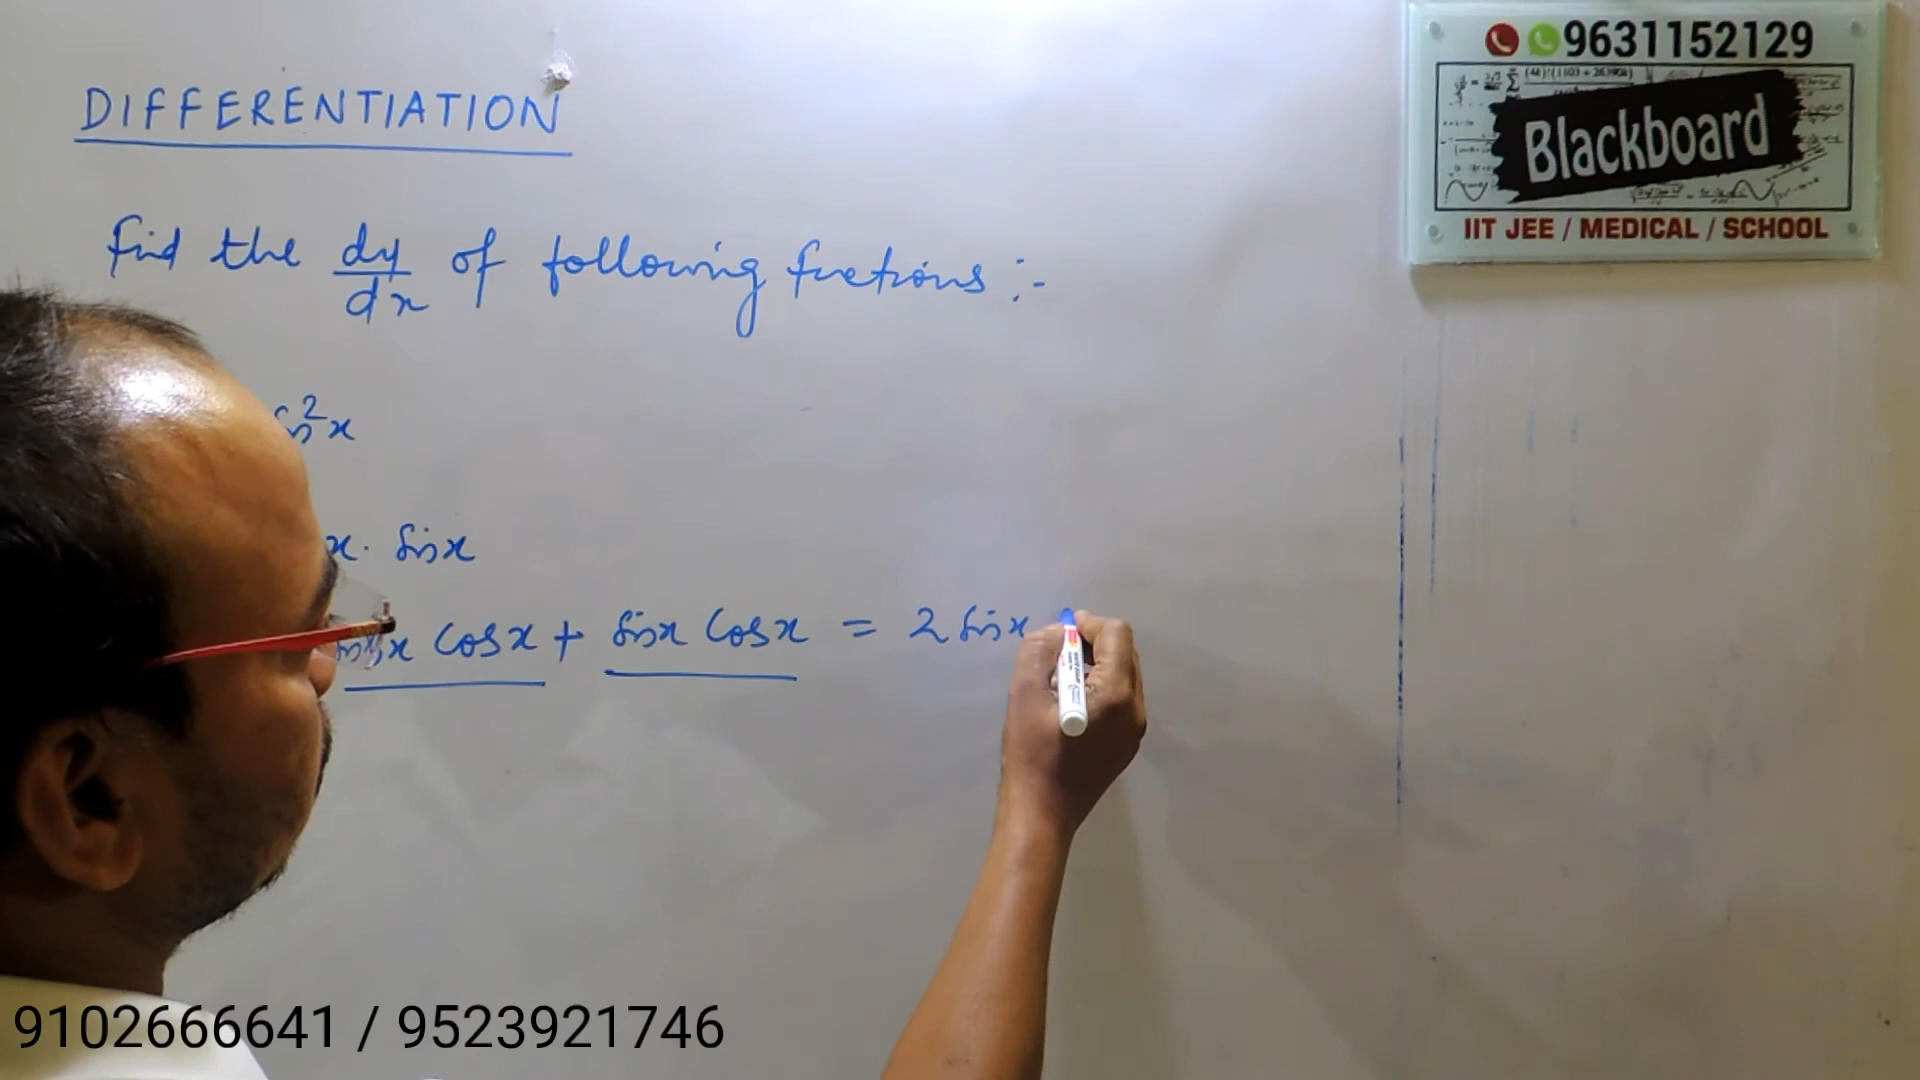 9631152129
Blackboard
IIT JEE / MEDICAL / SCHOOL
DIFFERENTIATION
Find the dy/dx of following functions :-
²x
x. sinx
x cosx + sinx cosx = 2 sinx
9102666641 / 9523921746